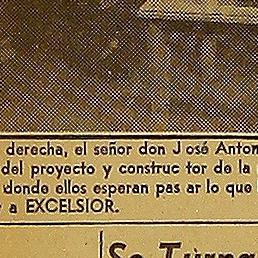 derecha, el señor don José Anton
del proyecto y construc tor de la
donde ellos esperan pas ar lo que
a EXCELSIOR.
Se Turna